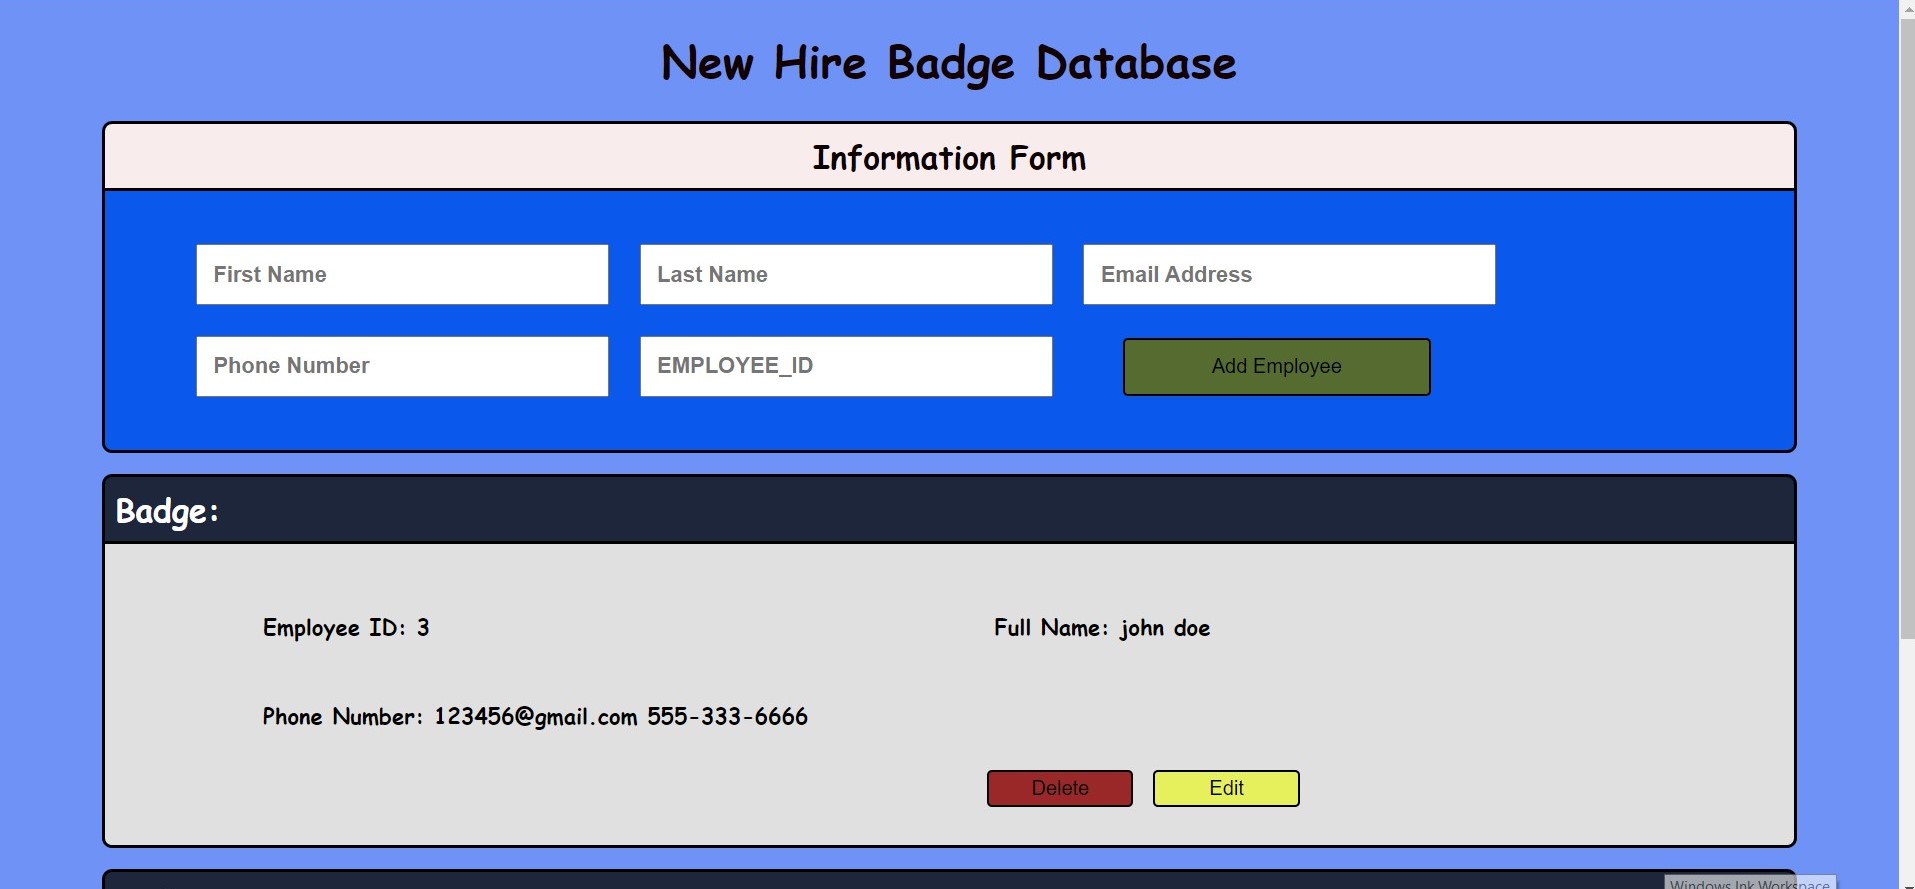 New Hire Badge Database
Information Form
First Name
Last Name
Email Address
Phone Number
EMPLOYEE_ID
Add Employee
Badge:
Employee ID: 3
Full Name: john doe
Phone Number: 123456@gmail.com 555-333-6666
Delete
Edit
Windows Ink Workspace